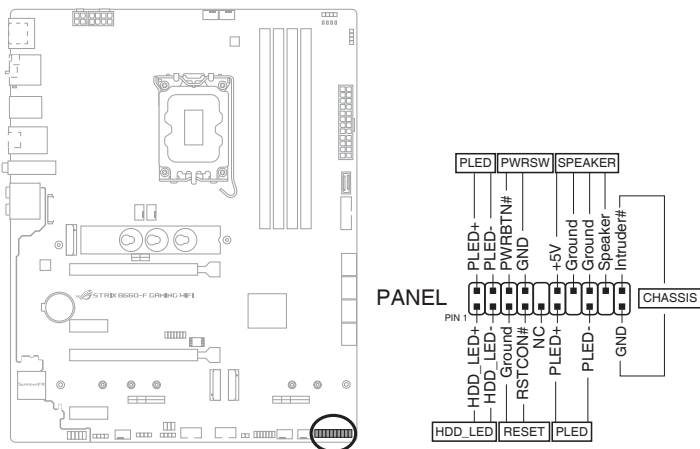 STRIX B660-F GAMING WIFI
PLED PWRSW SPEAKER
PLED+
PLED-
PWRBTN#
GND
+5V
Ground
Ground
Speaker
Intruder#
PANEL
CHASSIS
PIN 1
HDD_LED+
HDD_LED-
Ground
RSTCON#
NC
PLED+
PLED-
GND
HDD_LED RESET PLED